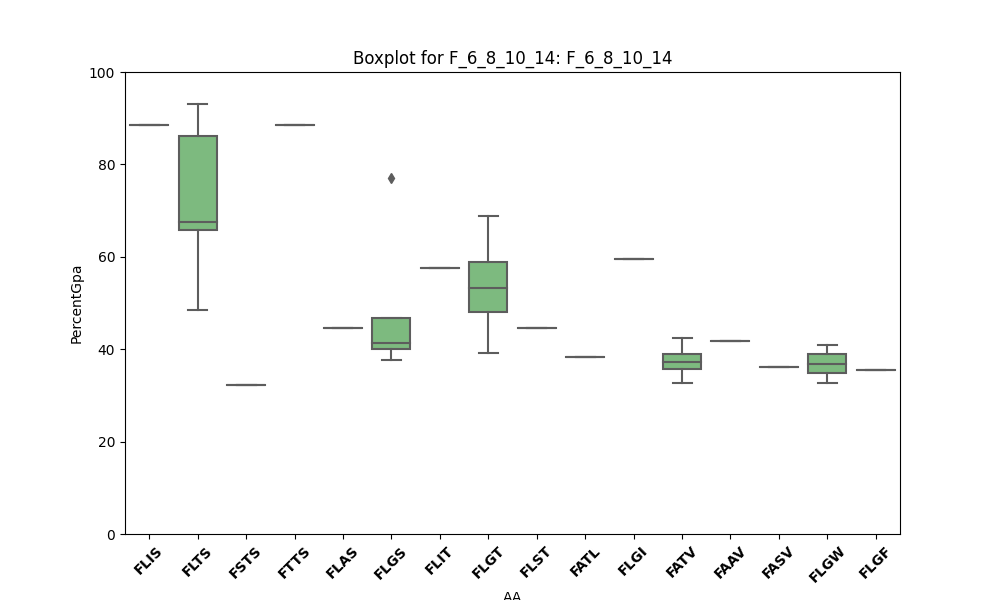 Boxplot for F_6_8_10_14: F_6_8_10_14
100
80
60
40
20
0
PercentGpa
FLIS
FLTS
FSTS
FTTS
FLAS
FLGS
FLIT
FLGT
FLST
FATL
FLGI
FATV
FAAV
FASV
FLGW
FLGF
AA